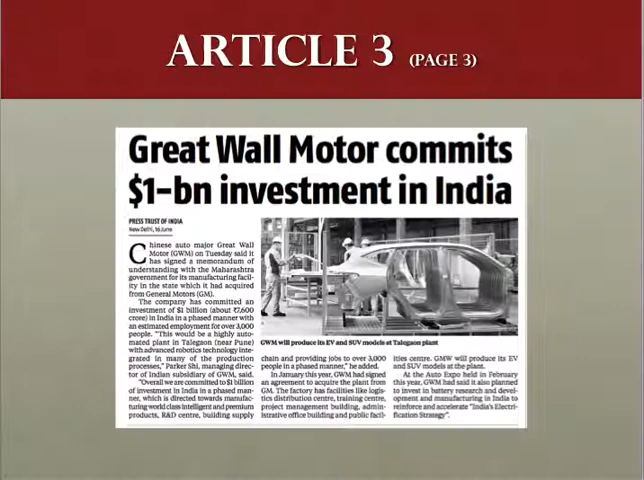 ARTICLE 3 (PAGE 3)
Great Wall Motor commits
$1-bn investment in India
PRESS TRUST OF INDIA
New Delhi, 16 June
Chinese auto major Great Wall
Motor (GWM) on Tuesday said it
has signed a memorandum of
understanding with the Maharashtra
government for its manufacturing facil-
ity in the state which it had acquired
from General Motors (GM).
The company has committed an
investment of $1 billion (about ₹7,600
crore) in India in a phased manner with
an estimated employment for over 3,000
people. "This would be a highly auto-
mated plant in Talegaon (near Pune)
with advanced robotics technology inte-
grated in many of the production
processes," Parker Shi, managing direc-
tor of Indian subsidiary of GWM, said.
"Overall we are committed to $1 billion
of investment in India in a phased man-
ner, which is directed towards manufac-
turing world class intelligent and premium
products, R&D centre, building supply
GWM will produce its EV and SUV models at Talegaon plant
chain and providing jobs to over 3,000
people in a phased manner," he added.
In January this year, GWM had signed
an agreement to acquire the plant from
GM. The factory has facilities like logis-
tics distribution centre, training centre,
project management building, admin-
istrative office building and public facil-
ities centre. GMW will produce its EV
and SUV models at the plant.
At the Auto Expo held in February
this year, GWM had said it also planned
to invest in battery research and devel-
opment and manufacturing in India to
reinforce and accelerate "India's Electri-
fication Strategy".